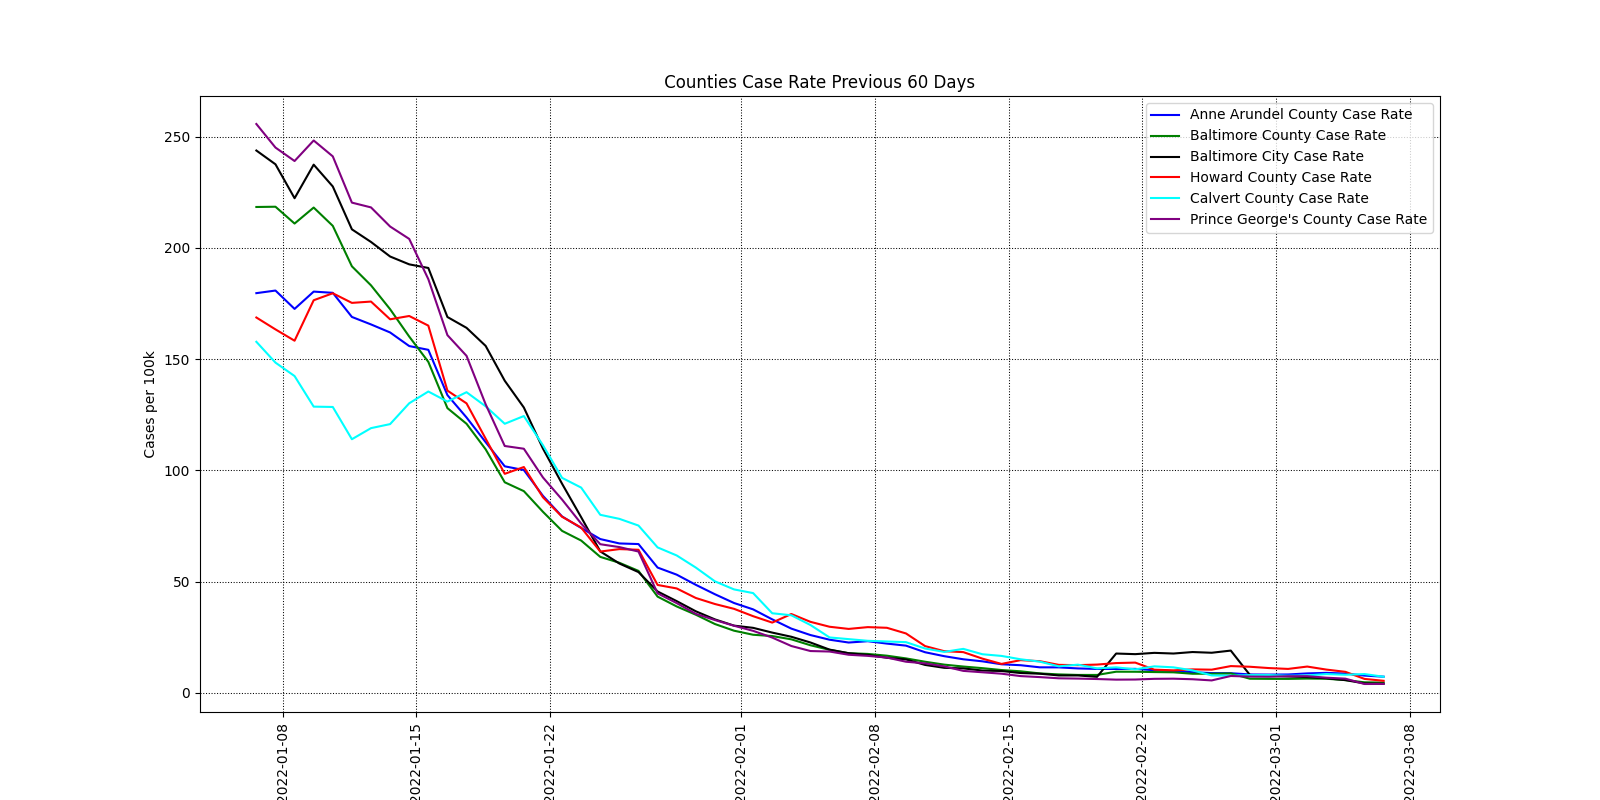 Counties Case Rate Previous 60 Days
Anne Arundel County Case Rate
Baltimore County Case Rate
Baltimore City Case Rate
Howard County Case Rate
Calvert County Case Rate
Prince George's County Case Rate
Cases per 100k
250
200
150
100
50
0
2022-01-08
2022-01-15
2022-01-22
2022-02-01
2022-02-08
2022-02-15
2022-02-22
2022-03-01
2022-03-08